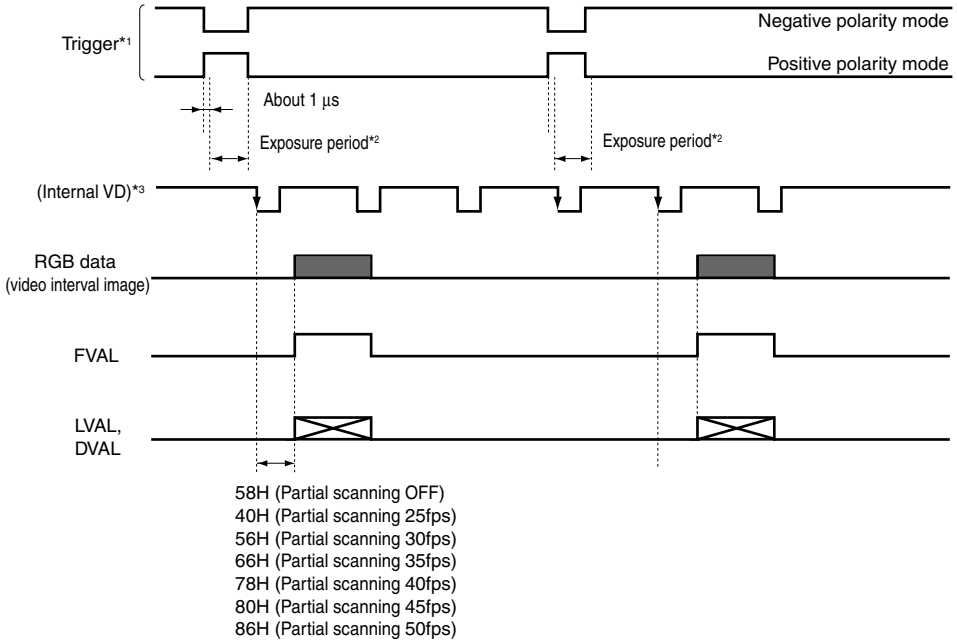 Negative polarity mode
Trigger*1
Positive polarity mode
About 1 μs
Exposure period*2
Exposure period*2
(Internal VD)*3
RGB data
(video interval image)
FVAL
LVAL,
DVAL
58H (Partial scanning OFF)
40H (Partial scanning 25fps)
56H (Partial scanning 30fps)
66H (Partial scanning 35fps)
78H (Partial scanning 40fps)
80H (Partial scanning 45fps)
86H (Partial scanning 50fps)